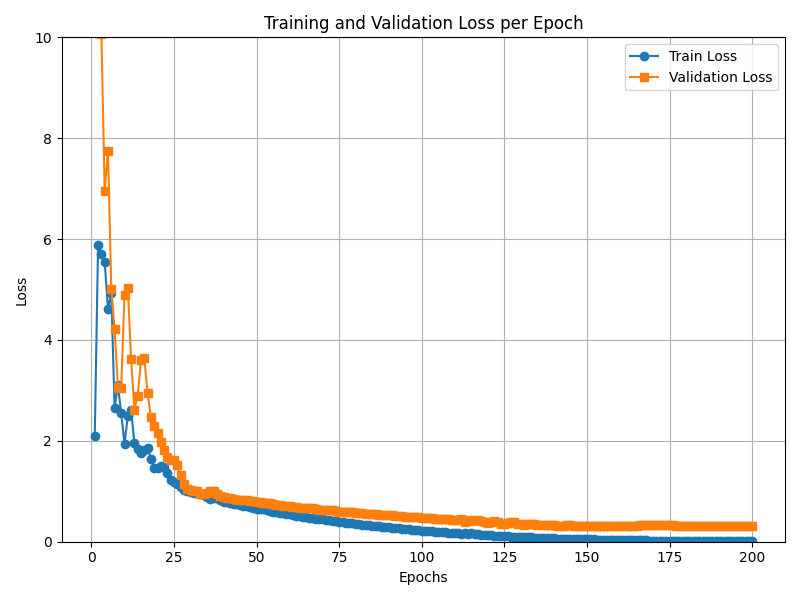 Training and Validation Loss per Epoch
Train Loss
Validation Loss
10
8
6
4
2
0
Loss
0 25 50 75 100 125 150 175 200
Epochs